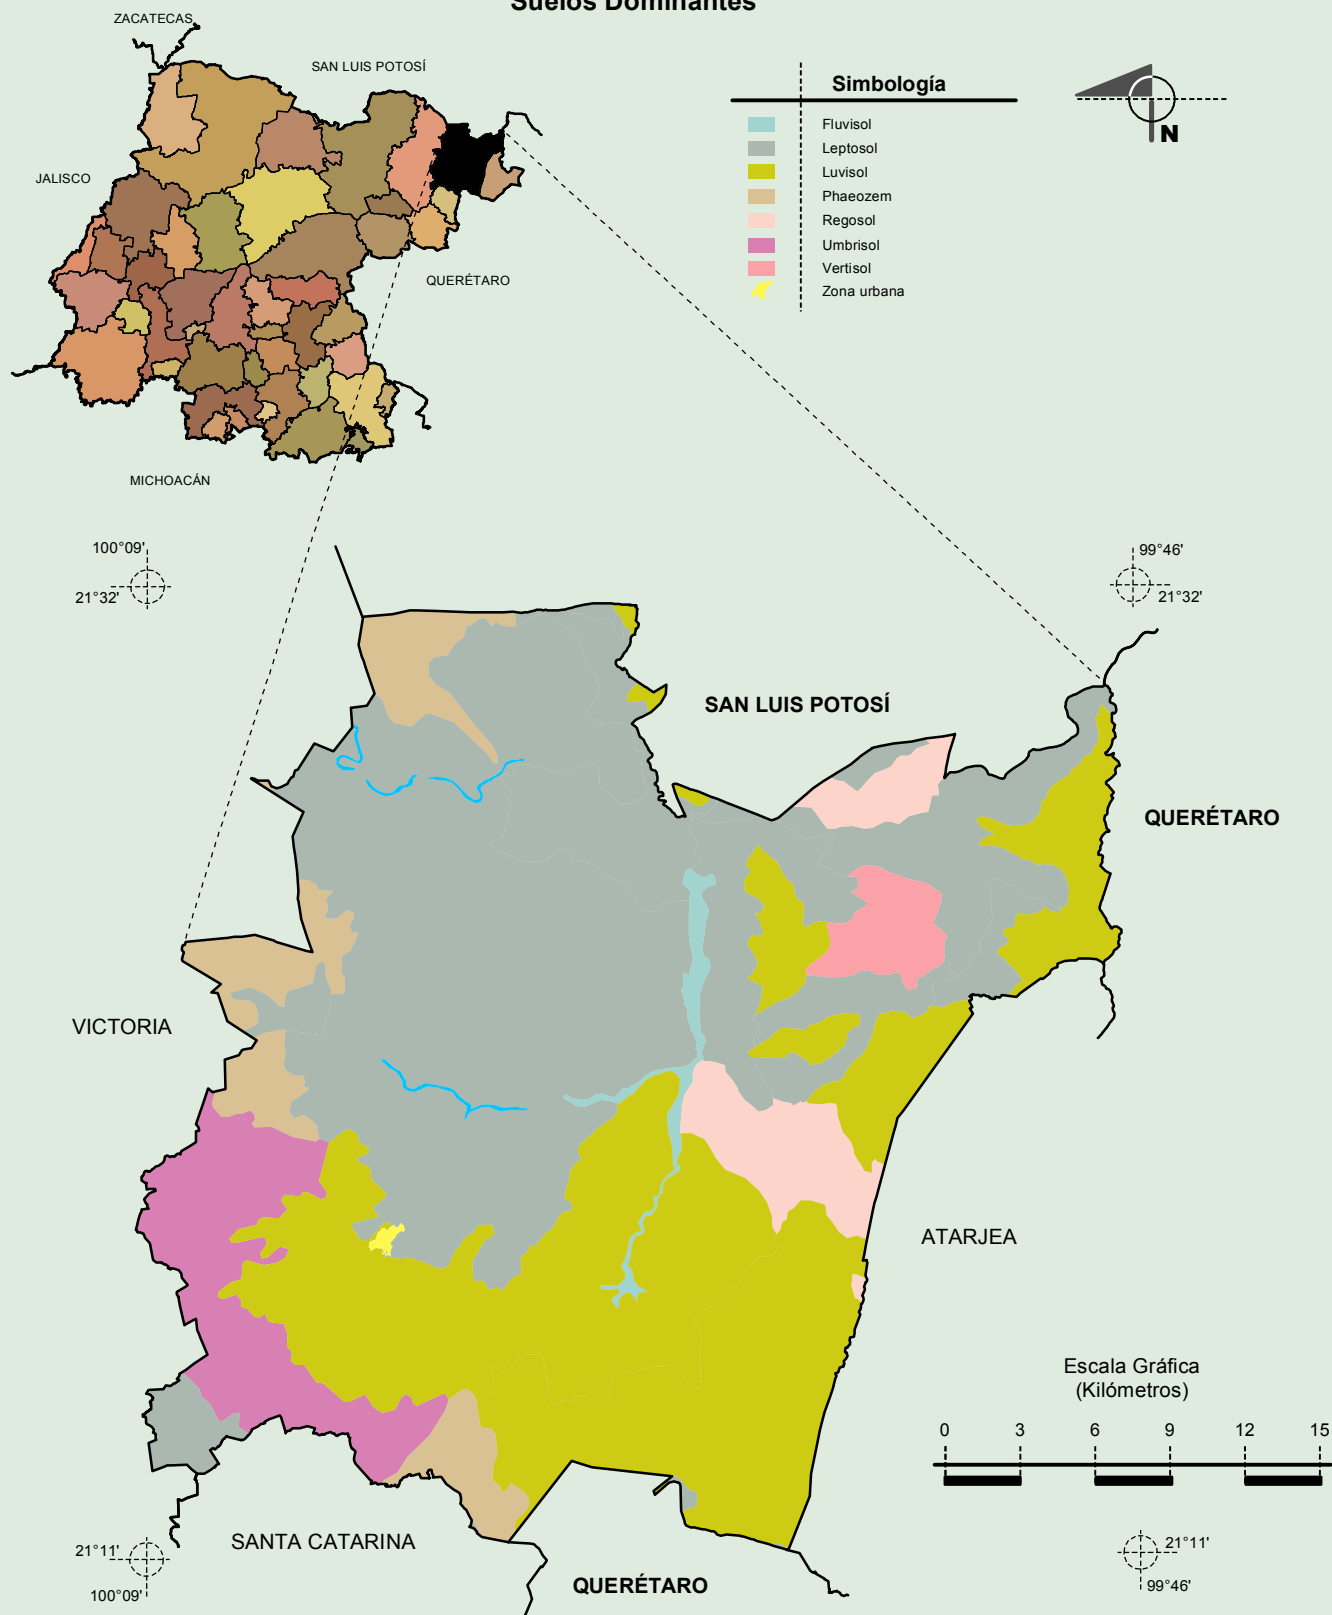 Suelos Dominantes
ZACATECAS
SAN LUIS POTOSÍ
JALISCO
QUERÉTARO
MICHOACÁN
Simbología
Fluvisol
Leptosol
Luvisol
Phaeozem
Regosol
Umbrisol
Vertisol
Zona urbana
N
100°09'
21°32'
99°46'
21°32'
SAN LUIS POTOSÍ
QUERÉTARO
VICTORIA
ATARJEA
Escala Gráfica
(Kilómetros)
0 3 6 9 12 15
SANTA CATARINA
QUERÉTARO
21°11'
100°09'
21°11'
99°46'